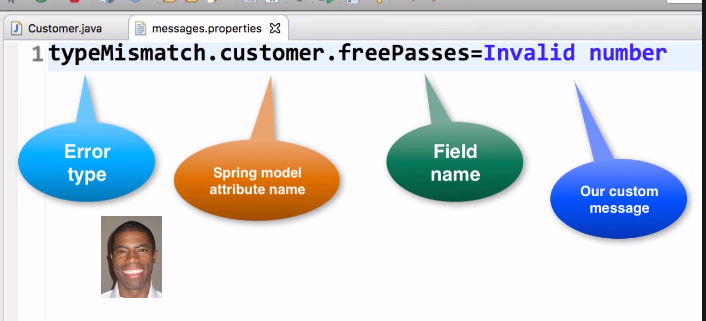 Customer.java
messages.properties
1 typeMismatch.customer.freePasses=Invalid number
Error
type
Spring model
attribute name
Field
name
Our custom
message